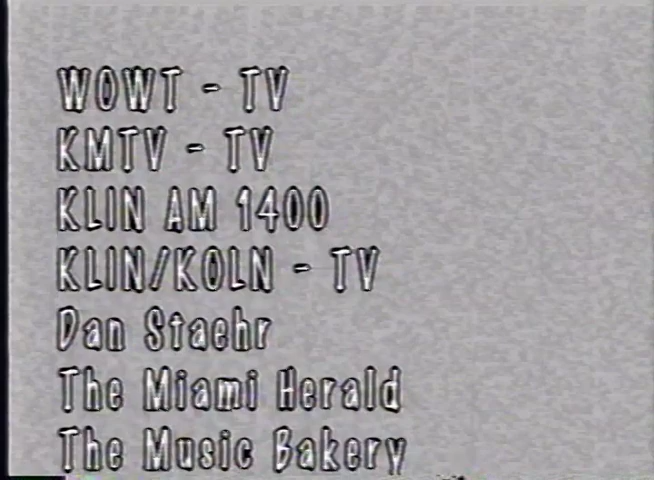 WOWT - TV
KMTV - TV
KLIN AM 1400
KLIN/KOLN - TV
Dan Staehr
The Miami Herald
The Music Bakery